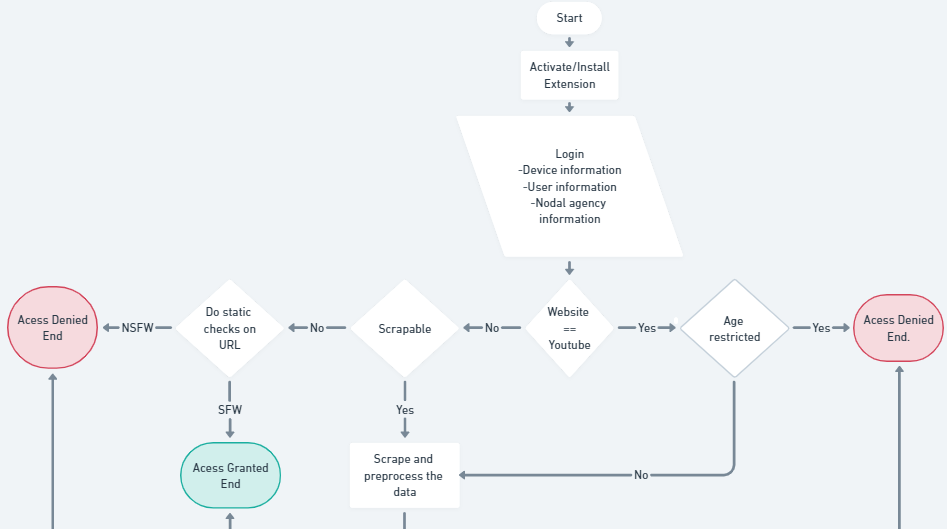 Start
Activate/Install
Extension
Login
-Device information
-User information
-Nodal agency
information
Acess Denied
End
NSFW
Do static
checks on
URL
No
Scrapable
No
Website
==
Youtube
Yes
Age
restricted
Yes
Acess Denied
End.
SFW
Yes
Acess Granted
End
Scrape and
preprocess the
data
No